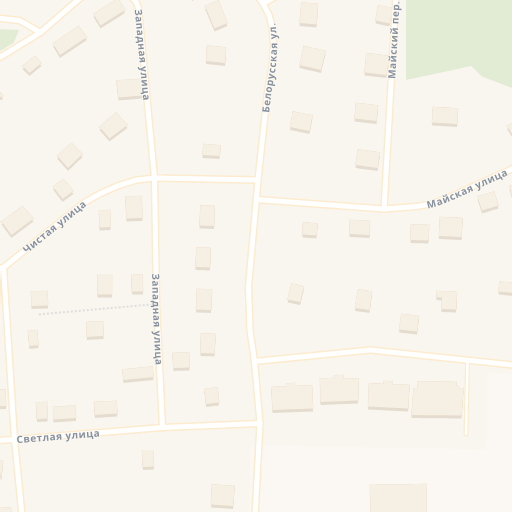 Западная улица
Белорусская ул.
Майский пер.
Майская улица
Чистая улица
Западная улица
Светлая улица